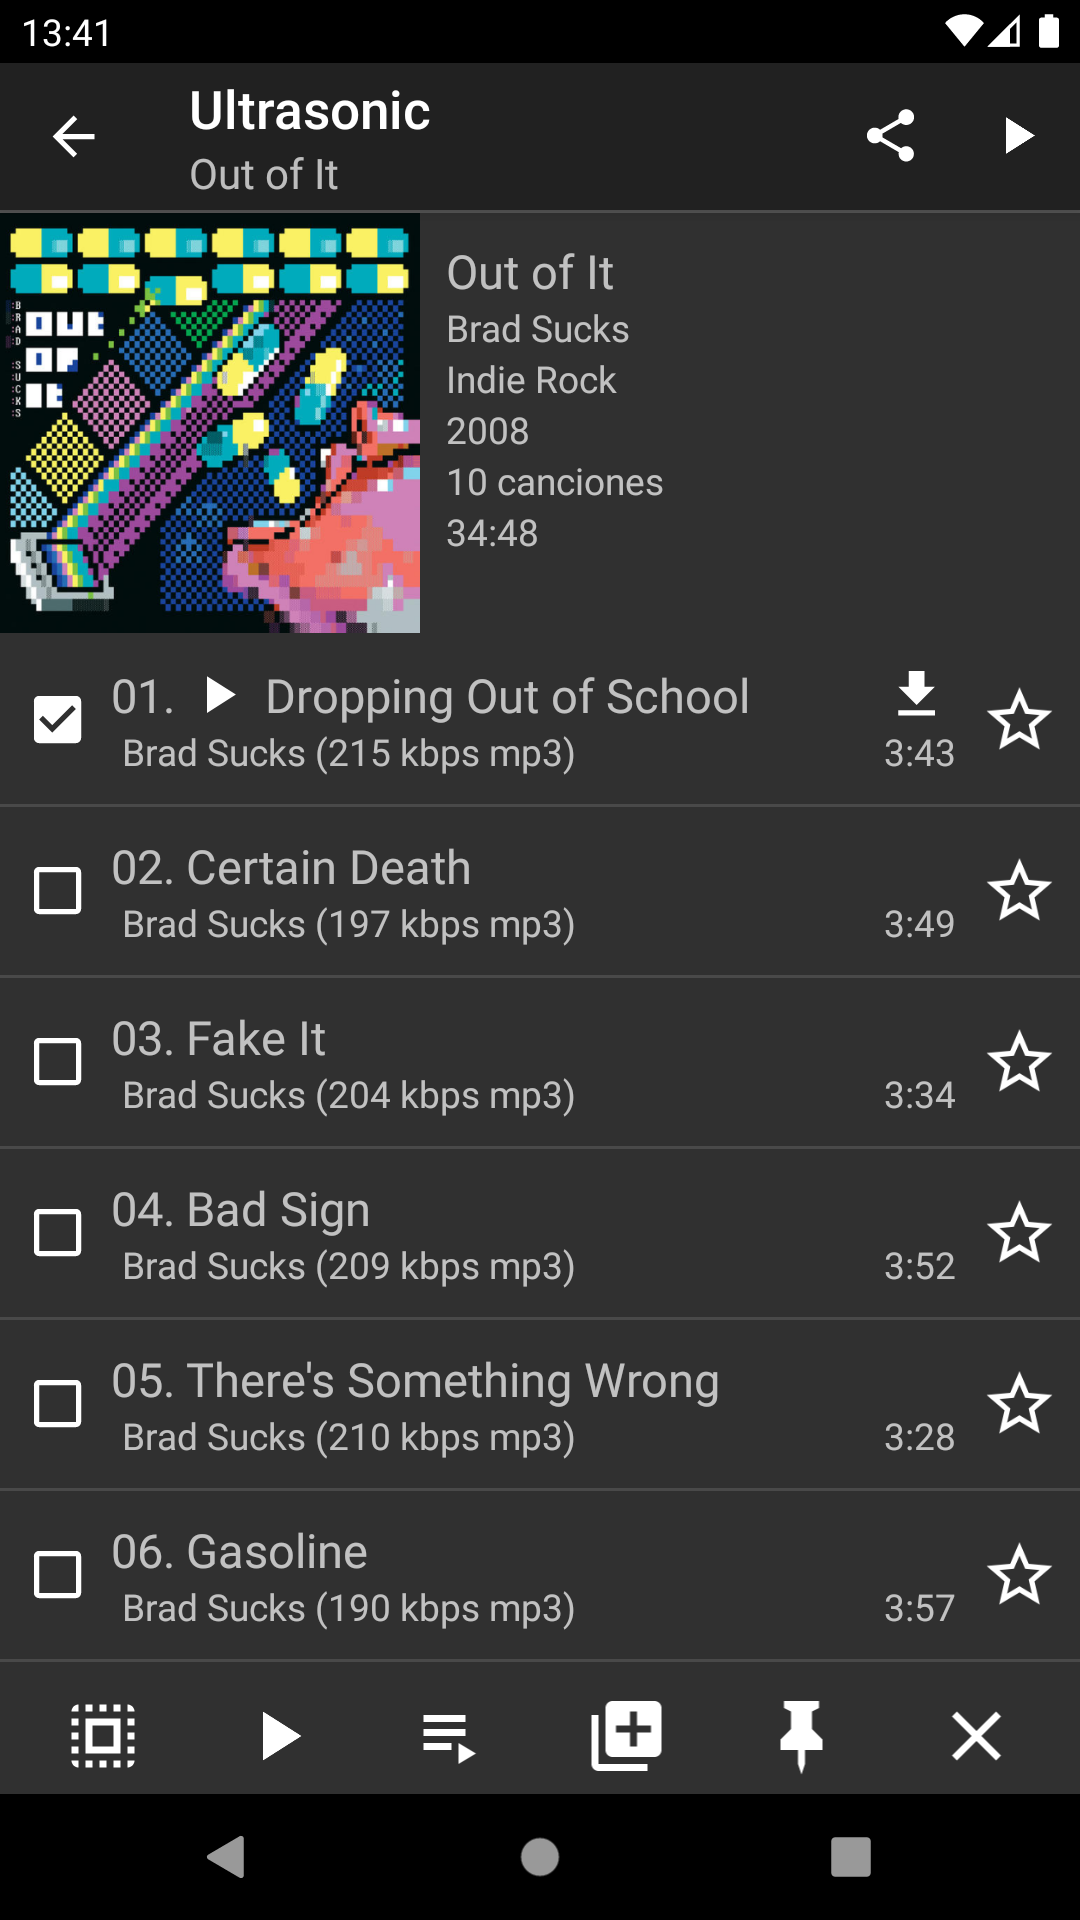 13:41
Ultrasonic
Out of It
:B
:R
:A
:D
:S
:U
:C
:K
:S
OUT
OF
IT
Out of It
Brad Sucks
Indie Rock
2008
10 canciones
34:48
01. Dropping Out of School
Brad Sucks (215 kbps mp3) 3:43
02. Certain Death
Brad Sucks (197 kbps mp3) 3:49
03. Fake It
Brad Sucks (204 kbps mp3) 3:34
04. Bad Sign
Brad Sucks (209 kbps mp3) 3:52
05. There's Something Wrong
Brad Sucks (210 kbps mp3) 3:28
06. Gasoline
Brad Sucks (190 kbps mp3) 3:57